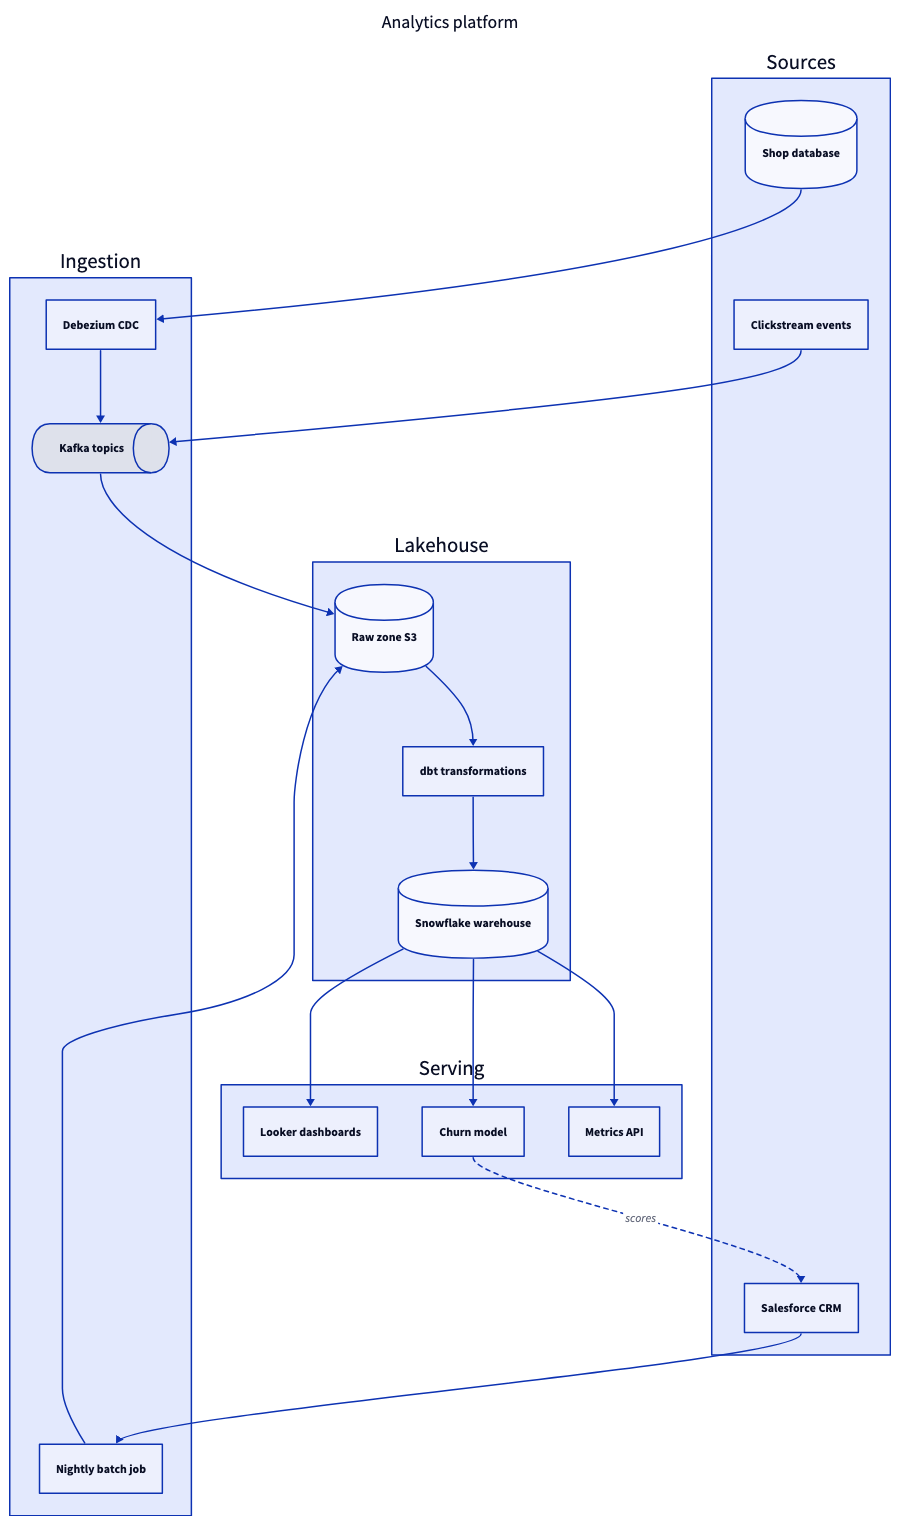 Analytics platform
Sources
Shop database
Ingestion
Debezium CDC
Clickstream events
Kafka topics
Lakehouse
Raw zone S3
dbt transformations
Snowflake warehouse
Serving
Looker dashboards
Churn model
Metrics API
scores
Salesforce CRM
Nightly batch job